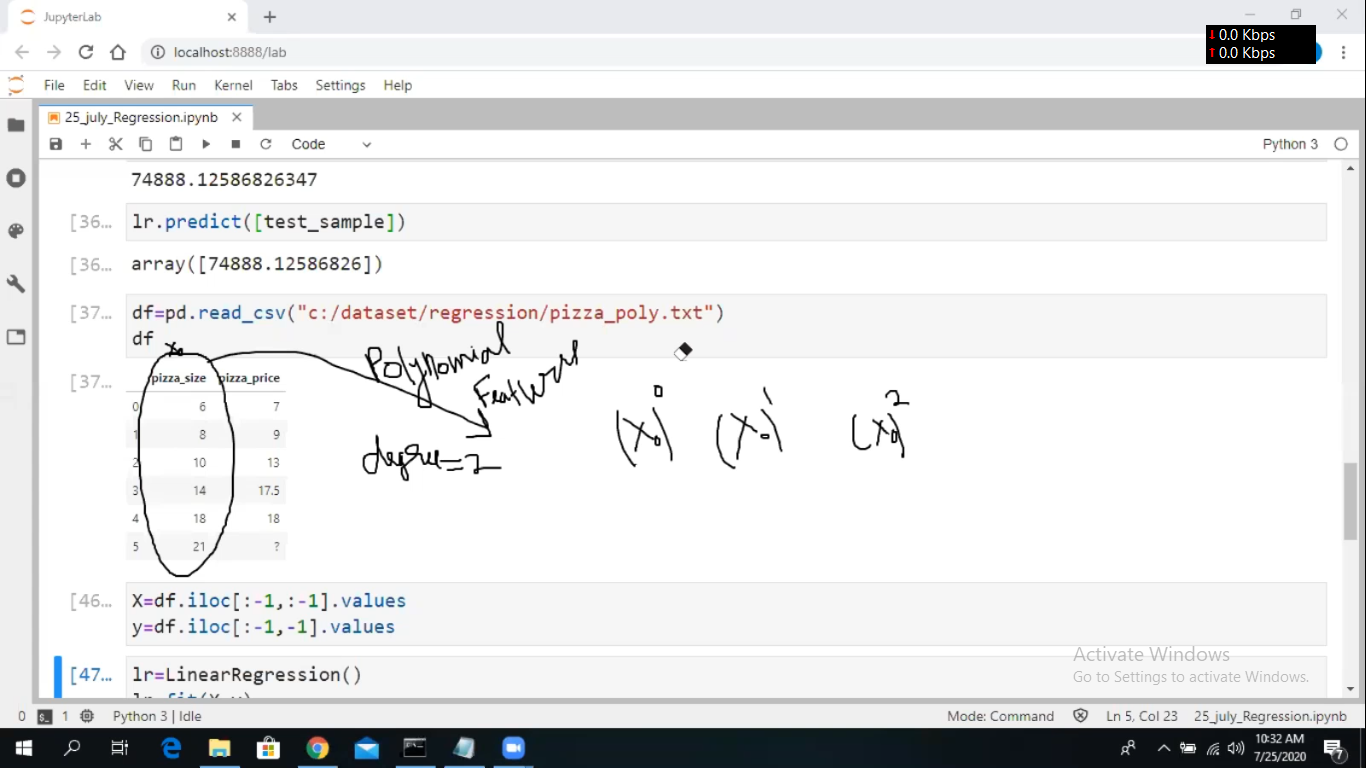 JupyterLab
localhost:8888/lab
0.0 Kbps
0.0 Kbps
File Edit View Run Kernel Tabs Settings Help
25_july_Regression.ipynb
Code
Python 3
74888.12586826347
[36… lr.predict([test_sample])
[36… array([74888.12586826])
[37… df=pd.read_csv("c:/dataset/regression/pizza_poly.txt")
df
x₀
Polynomial
Features
[37… pizza_size pizza_price
0 6 7
1 8 9
2 10 13
3 14 17.5
4 18 18
5 21 ?
degree=2
(x₀)⁰ (x₀)¹ (x₀)²
[46… X=df.iloc[:-1,:-1].values
y=df.iloc[:-1,-1].values
[47… lr=LinearRegression()
Activate Windows
Go to Settings to activate Windows.
0 1 Python 3 | Idle Mode: Command Ln 5, Col 23 25_july_Regression.ipynb
10:32 AM
7/25/2020
7